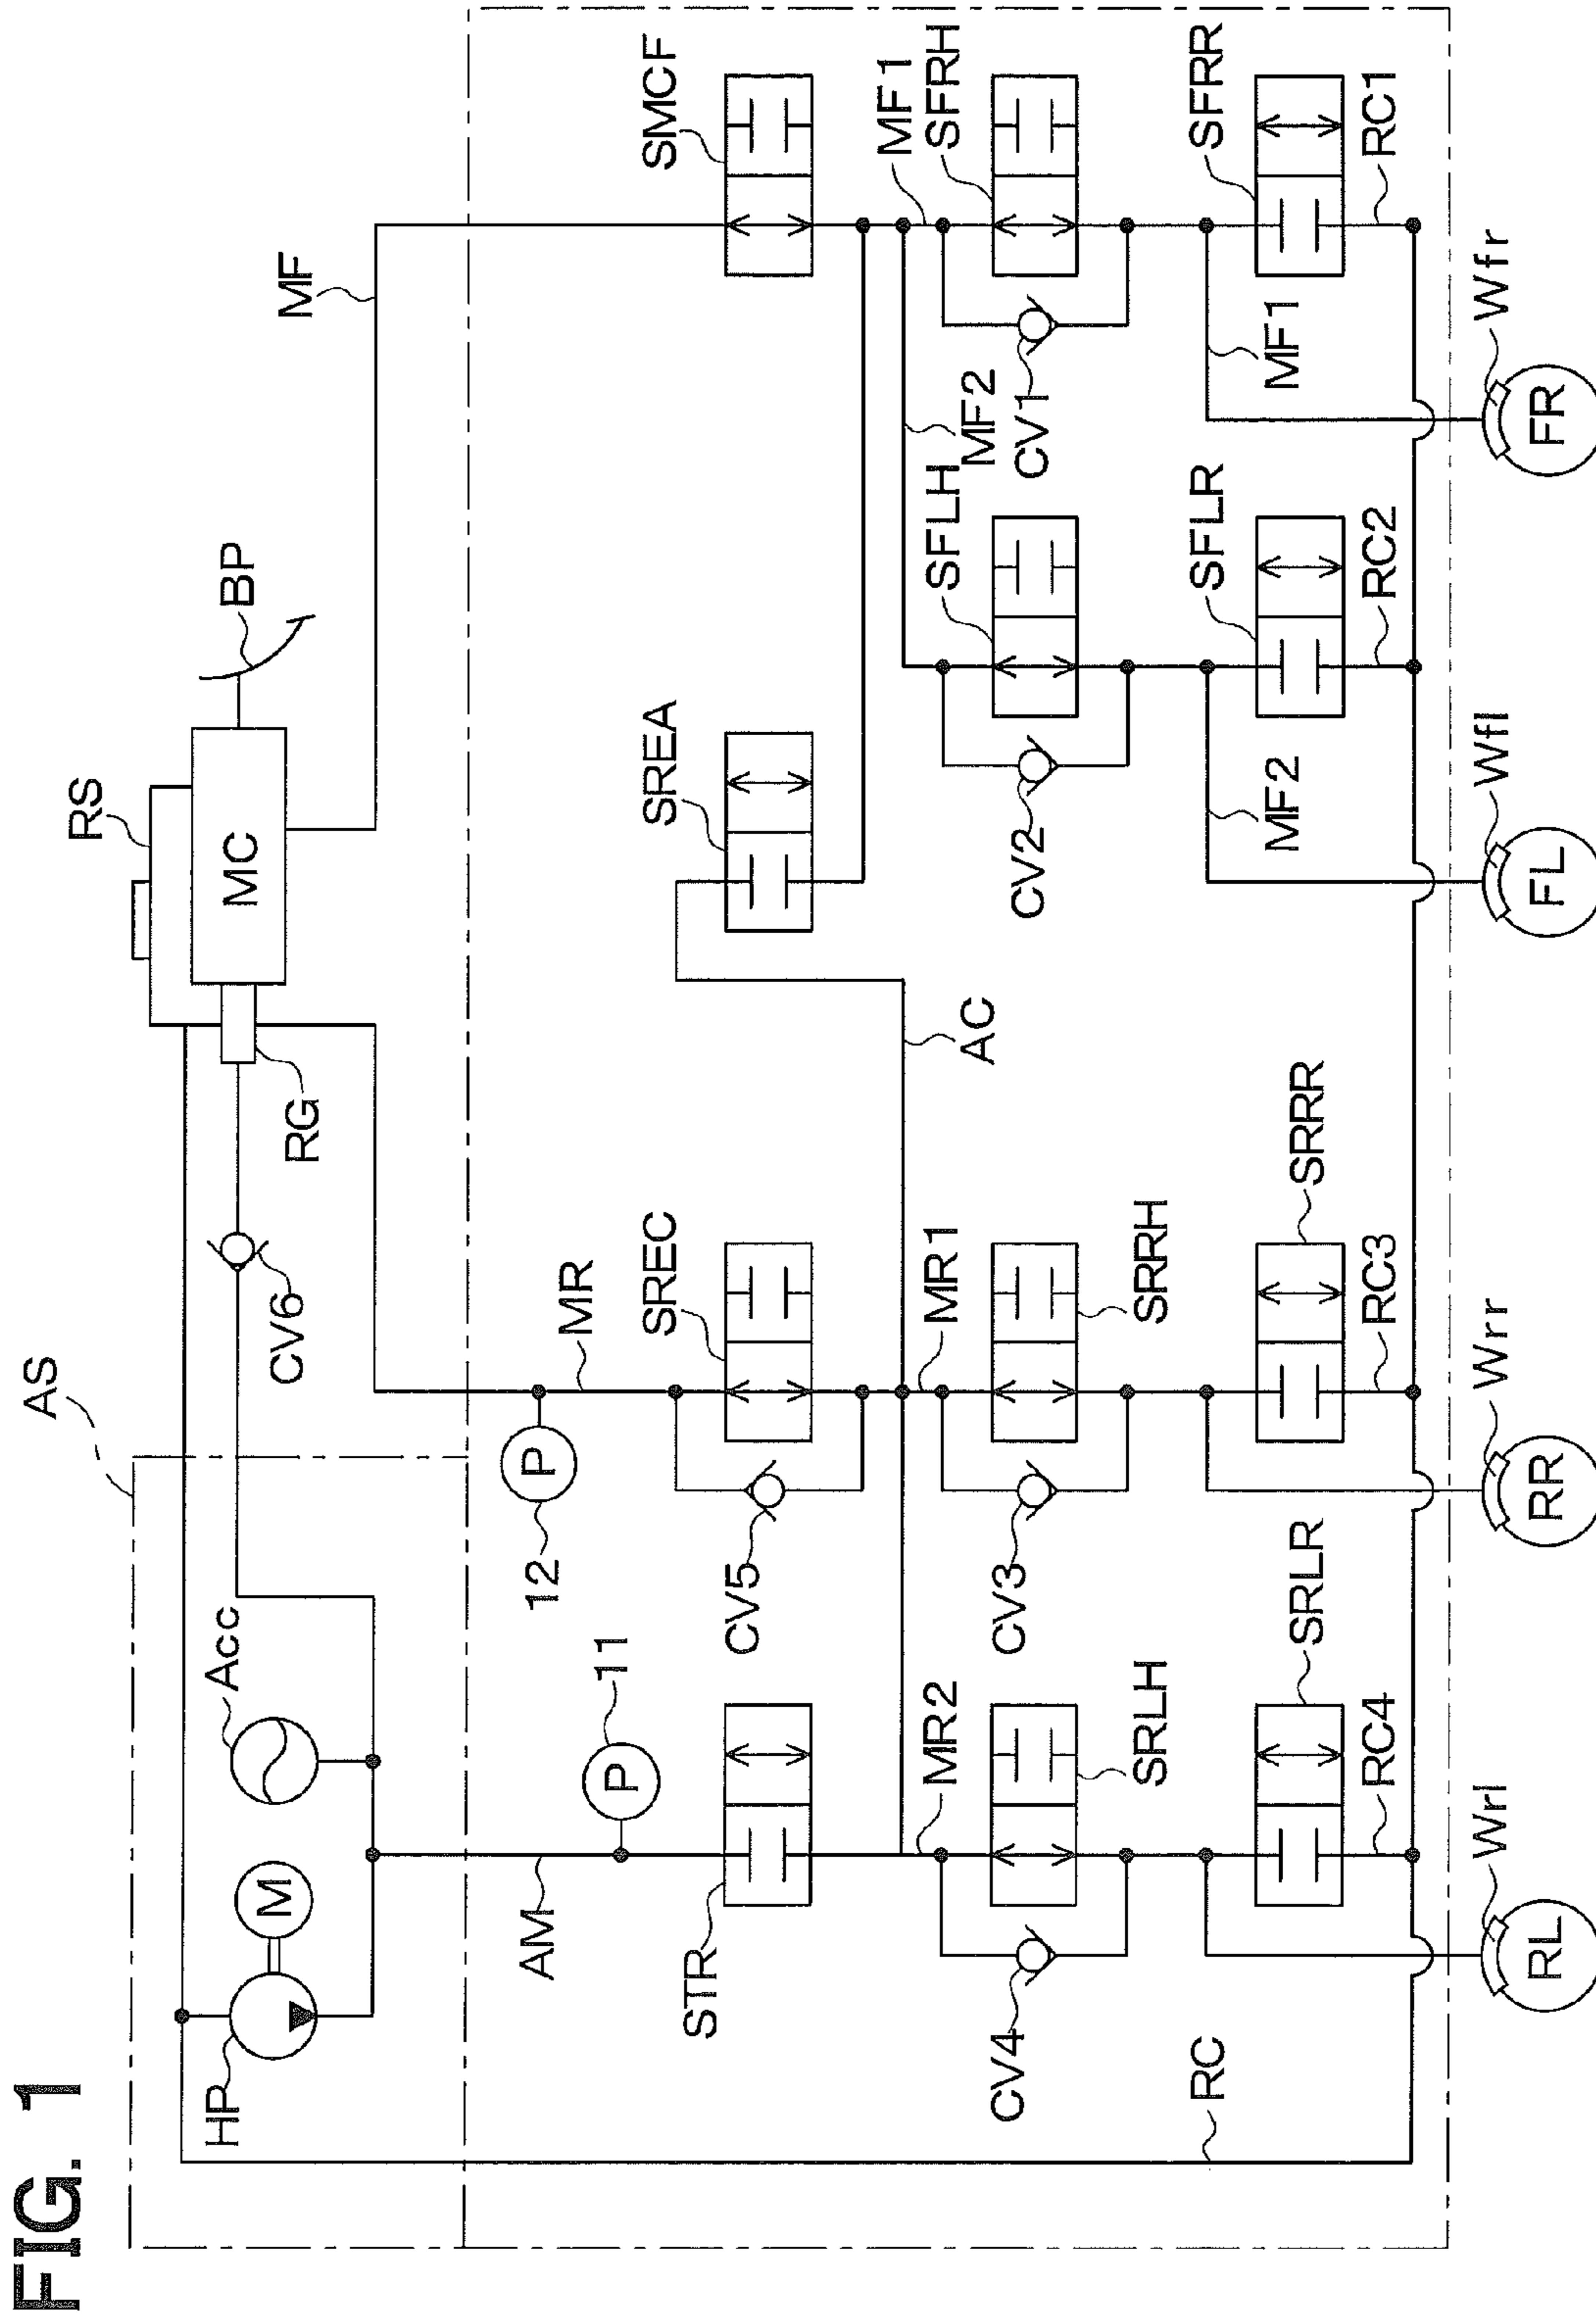 FIG. 1
AS
RS
BP
MC
MF
RG
CV6
Acc
M
HP
AM
11
P
12
P
MR
SREC
SREA
SMCF
STR
CV5
AC
MF1
MR2
MR1
SFLH
MF2
SFRH
CV4
SRLH
CV3
SRRH
CV2
CV1
RC
SRLR
SRRR
SFLR
SFRR
MF2
MF1
RC4
RC3
RC2
RC1
Wrl
Wrr
Wfl
Wfr
RL
RR
FL
FR